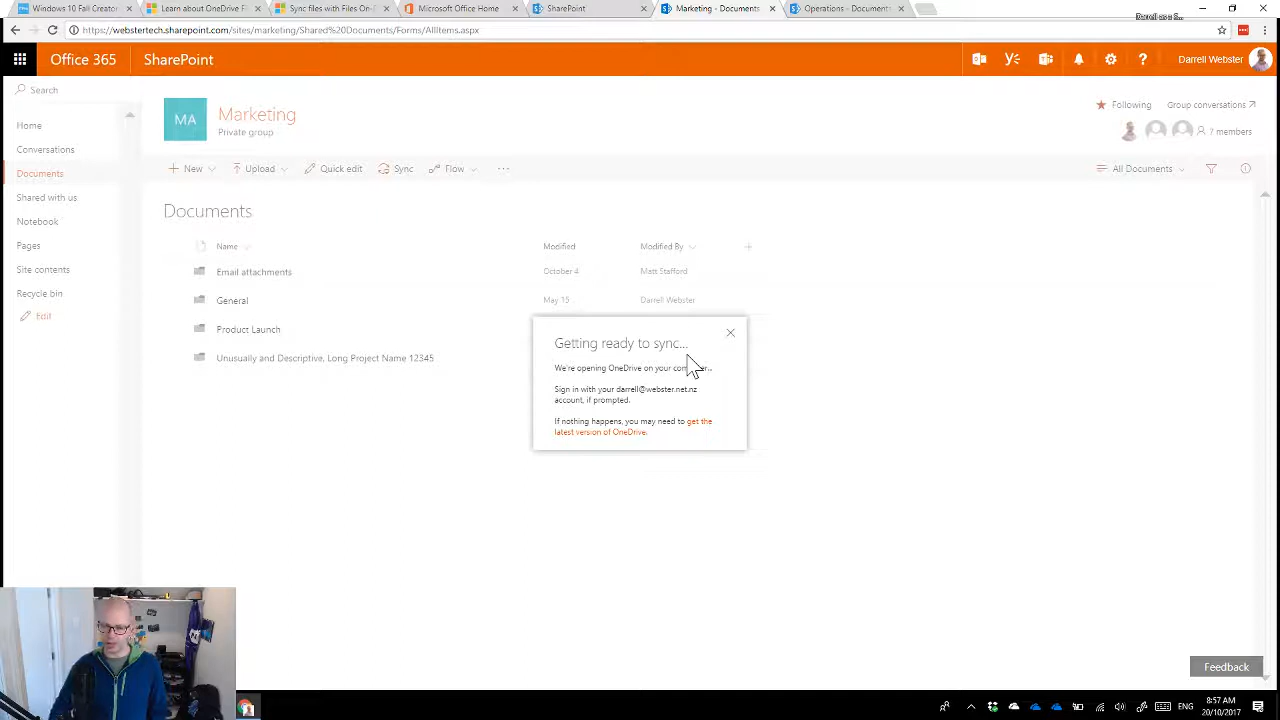 Windows 10 Fall Creator
Learn about OneDrive Fi
Sync files with Files On-D
Microsoft Office Home
SharePoint
Marketing - Documents
Operations - Documents
https://webstertech.sharepoint.com/sites/marketing/Shared%20Documents/Forms/AllItems.aspx
Office 365
SharePoint
Darrell Webster
Search
MA
Marketing
Private group
Following
Group conversations
7 members
Home
Conversations
Documents
Shared with us
Notebook
Pages
Site contents
Recycle bin
Edit
New
Upload
Quick edit
Sync
Flow
All Documents
Documents
Name
Modified
Modified By
Email attachments
October 4
Matt Stafford
General
May 15
Darrell Webster
Product Launch
Unusually and Descriptive, Long Project Name 12345
Getting ready to sync...
We're opening OneDrive on your
Sign in with your darrell@webster.net.nz
account, if prompted.
If nothing happens, you may need to get the
latest version of OneDrive.
Feedback
ENG
8:57 AM
20/10/2017